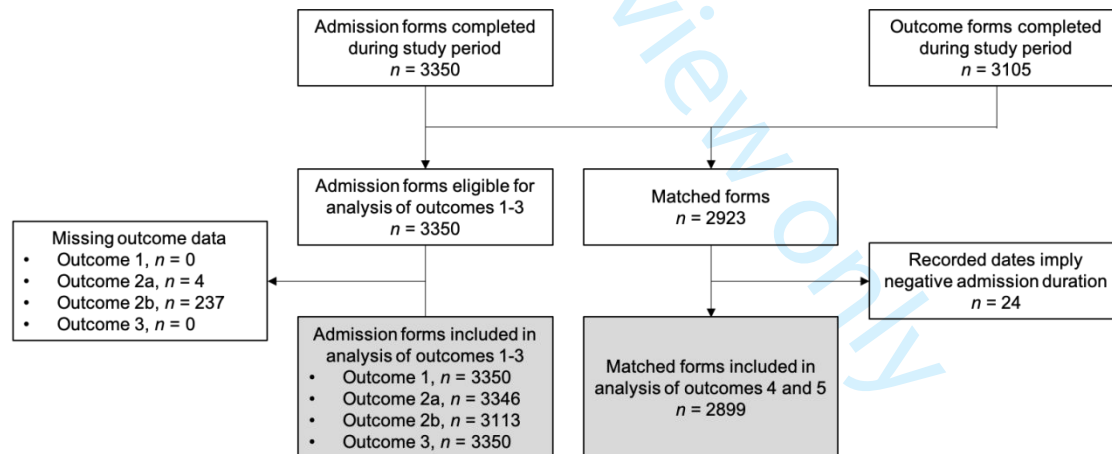 Admission forms completed
during study period
n = 3350
Outcome forms completed
during study period
n = 3105
Admission forms eligible for
analysis of outcomes 1-3
n = 3350
Matched forms
n = 2923
Missing outcome data
• Outcome 1, n = 0
• Outcome 2a, n = 4
• Outcome 2b, n = 237
• Outcome 3, n = 0
Recorded dates imply
negative admission duration
n = 24
Admission forms included in
analysis of outcomes 1-3
• Outcome 1, n = 3350
• Outcome 2a, n = 3346
• Outcome 2b, n = 3113
• Outcome 3, n = 3350
Matched forms included in
analysis of outcomes 4 and 5
n = 2899
view only